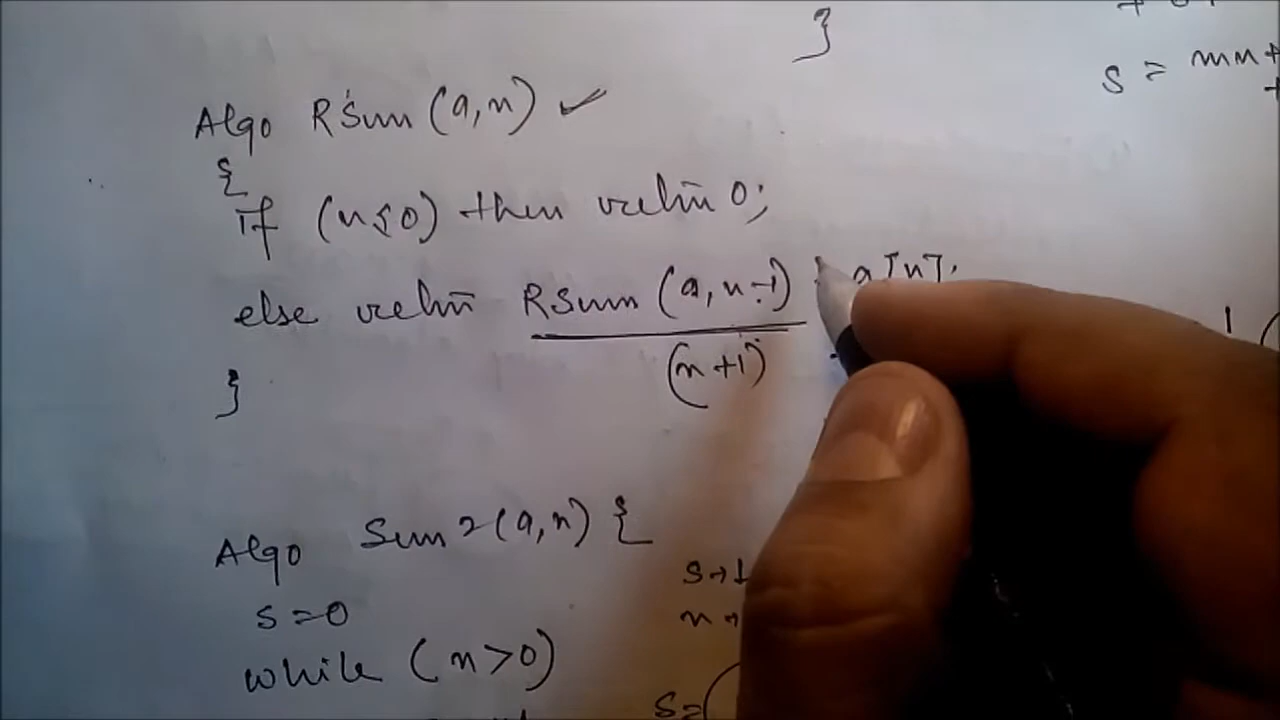 }
s = mn+
Algo RSum (a,n) ✓
{
If (n≤0) then return 0;
else return RSum (a, n-1) a[n];
(n+1)
}
Algo Sum2(a,n) {
s=0
while (n>0)